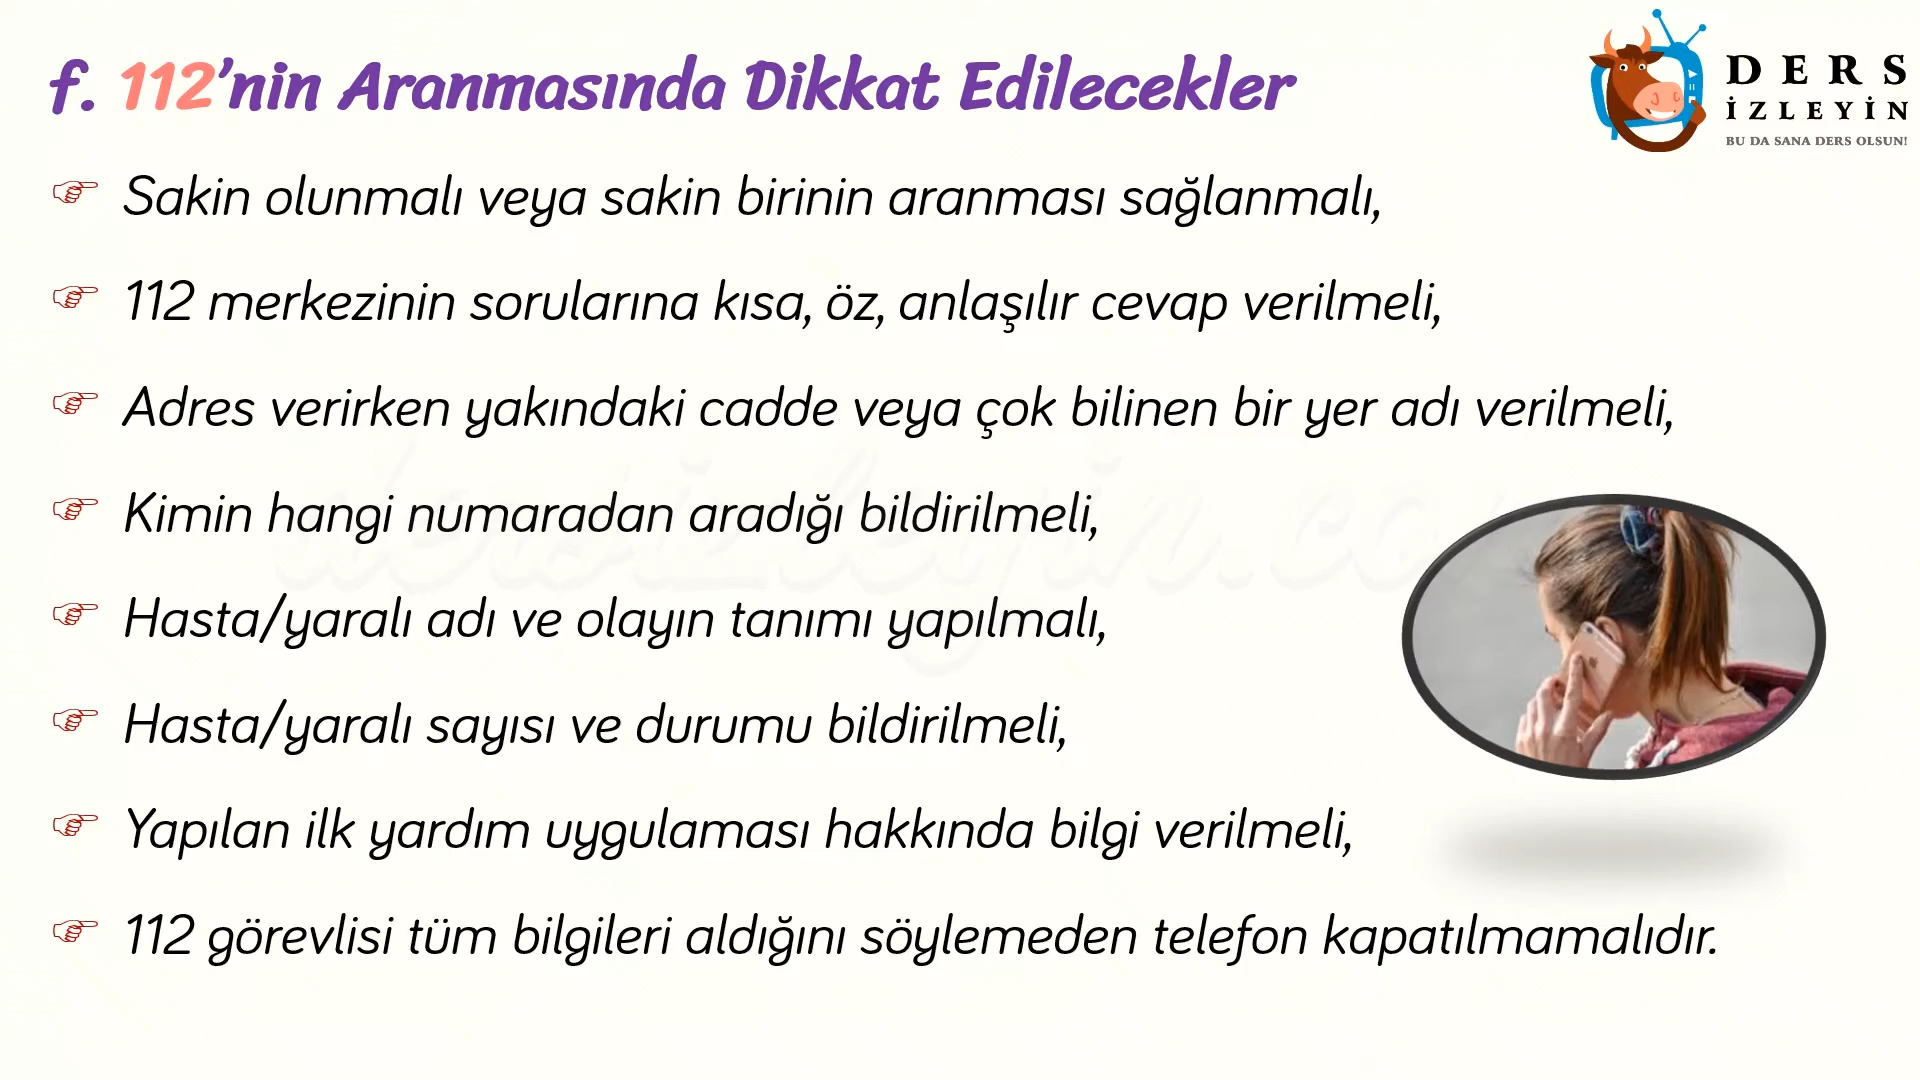 f. 112’nin Aranmasında Dikkat Edilecekler
DERS
İZLEYİN
BU DA SANA DERS OLSUN!
Sakin olunmalı veya sakin birinin aranması sağlanmalı,
112 merkezinin sorularına kısa, öz, anlaşılır cevap verilmeli,
Adres verirken yakındaki cadde veya çok bilinen bir yer adı verilmeli,
Kimin hangi numaradan aradığı bildirilmeli,
Hasta/yaralı adı ve olayın tanımı yapılmalı,
Hasta/yaralı sayısı ve durumu bildirilmeli,
Yapılan ilk yardım uygulaması hakkında bilgi verilmeli,
112 görevlisi tüm bilgileri aldığını söylemeden telefon kapatılmamalıdır.